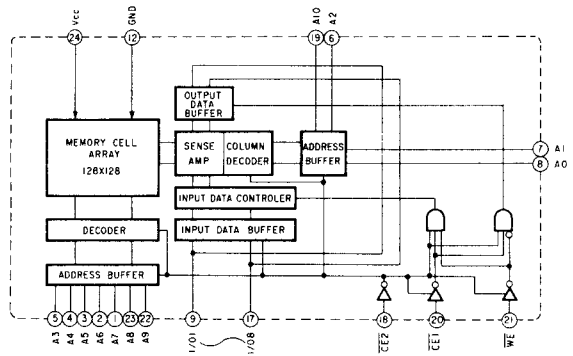 Vcc
24
GND
12
A10
19
A2
6
OUTPUT
DATA
BUFFER
MEMORY CELL
ARRAY
128X128
SENSE
AMP
COLUMN
DECODER
ADDRESS
BUFFER
7
A1
8
A0
INPUT DATA CONTROLER
DECODER
INPUT DATA BUFFER
ADDRESS BUFFER
5
4
3
2
1
23
22
9
17
18
20
21
A3
A4
A5
A6
A7
A8
A9
I/O1
I/O8
CE2
CE1
WE